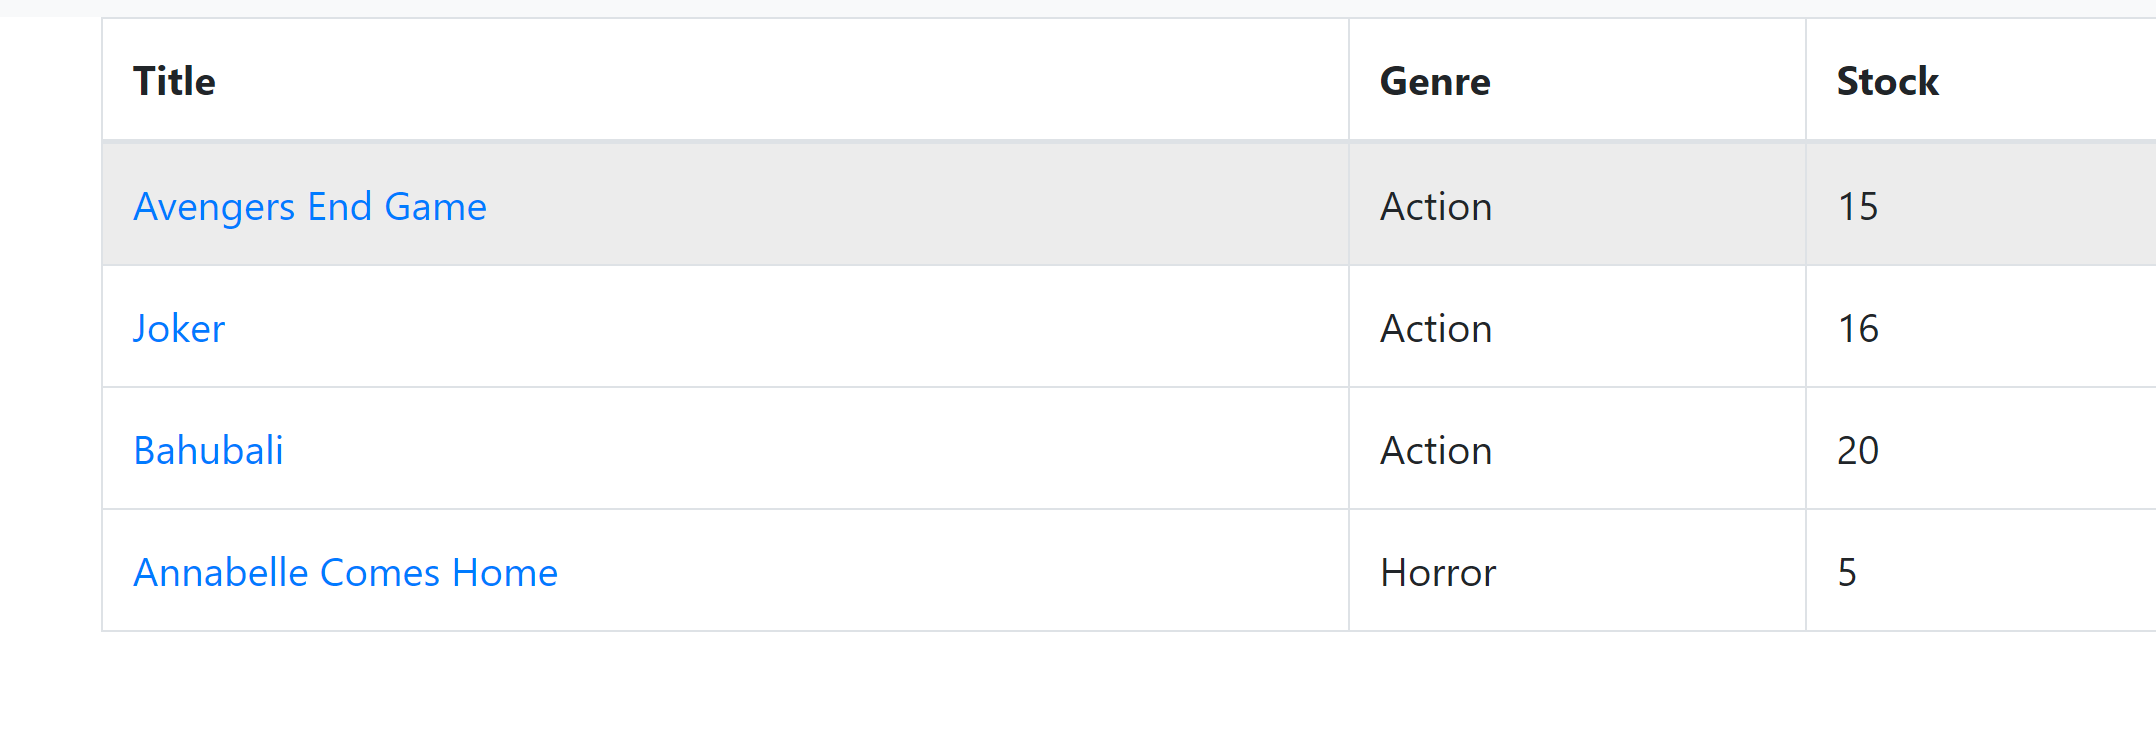 Title Genre Stock
Avengers End Game Action 15
Joker Action 16
Bahubali Action 20
Annabelle Comes Home Horror 5